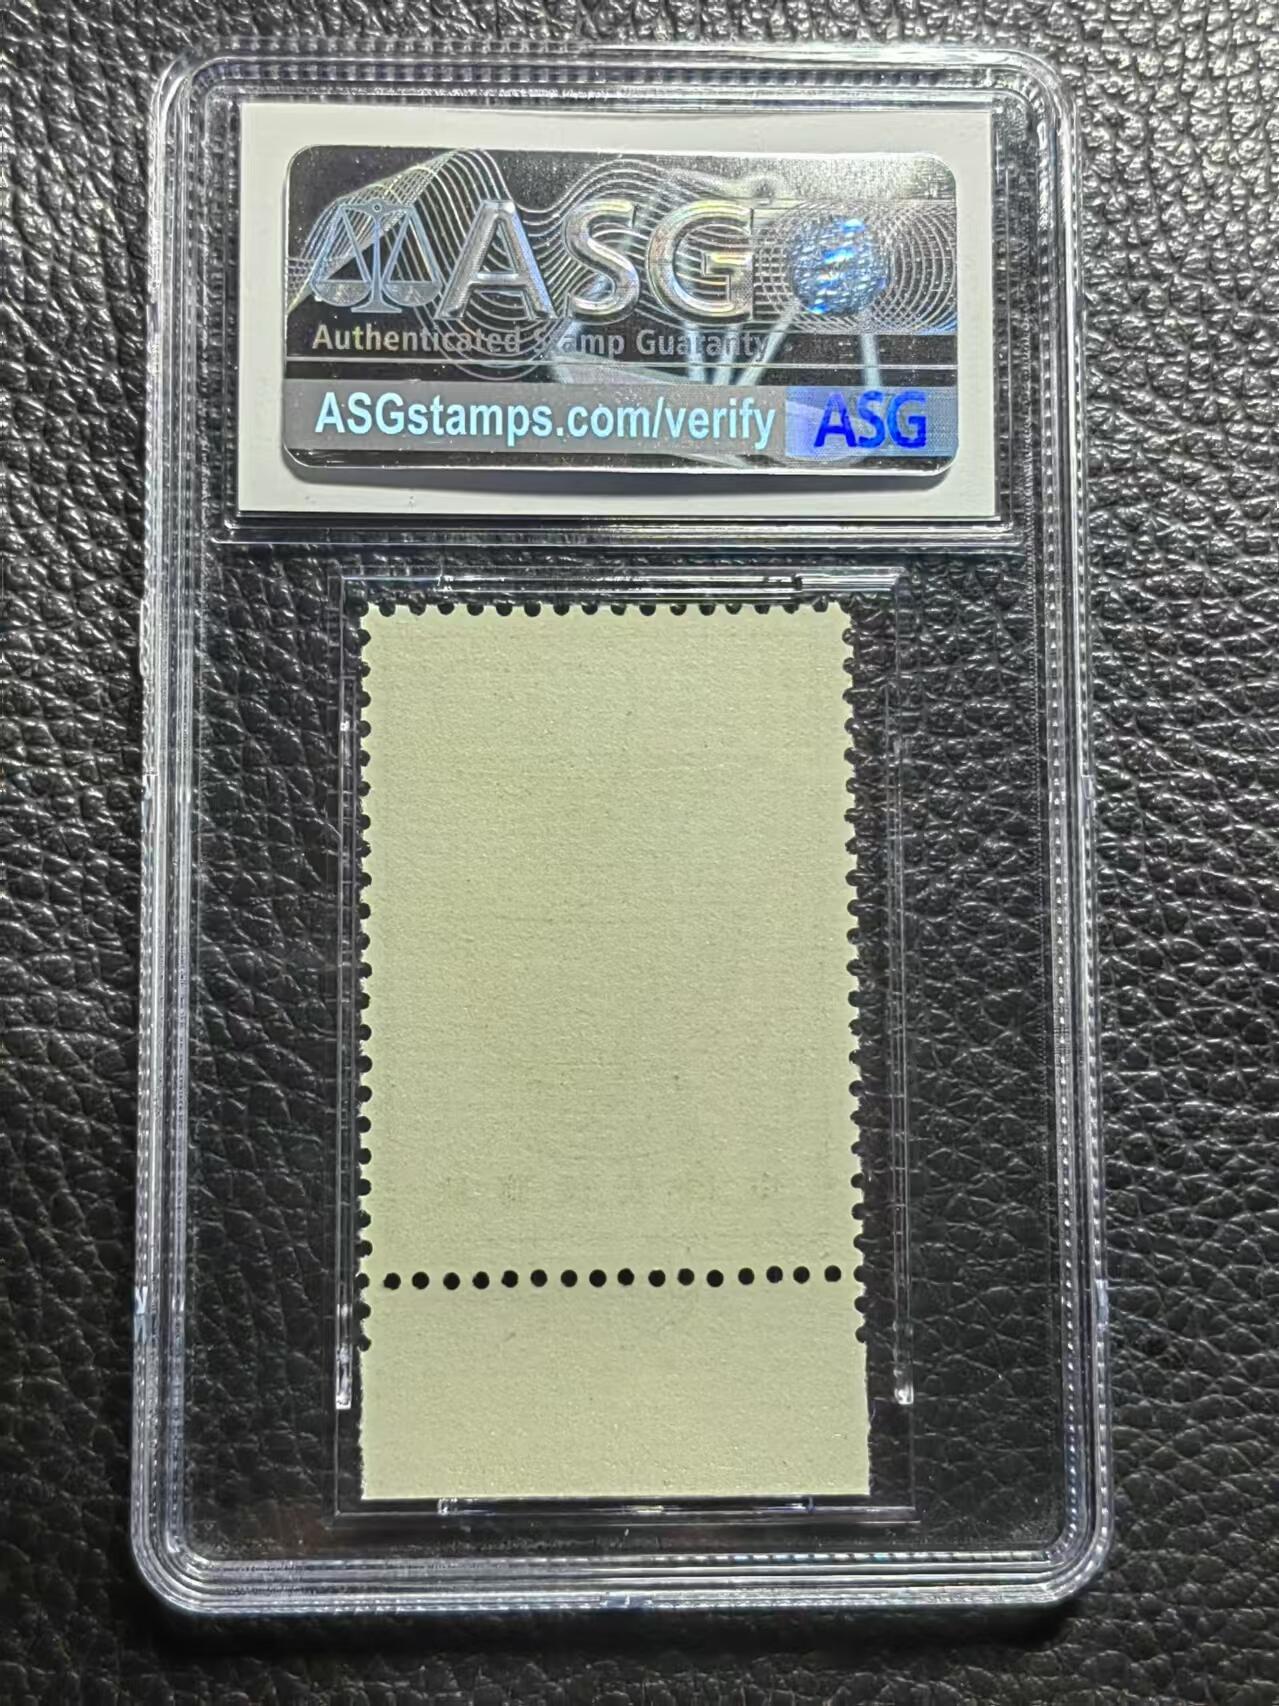 ASG
Authenticated Stamp Guaranty
ASGstamps.com/verify ASG